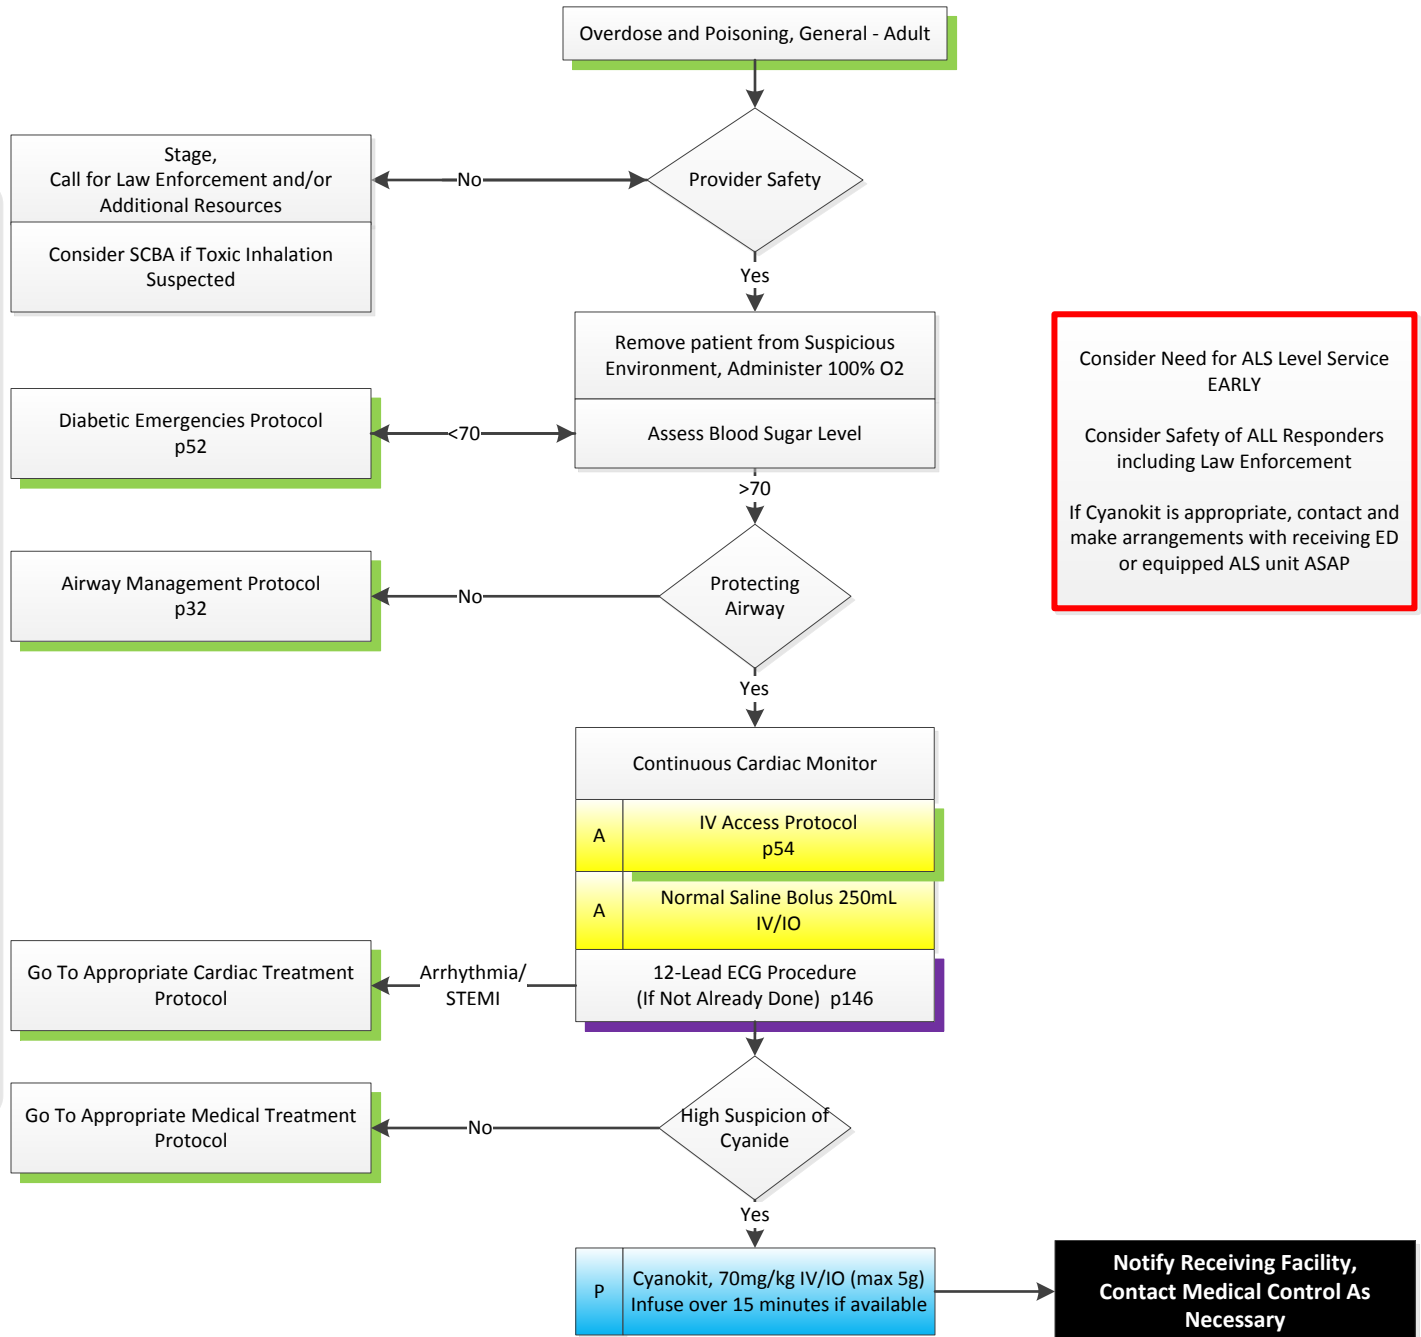 Overdose and Poisoning, General - Adult
Provider Safety
No
Stage,
Call for Law Enforcement and/or
Additional Resources
Consider SCBA if Toxic Inhalation
Suspected
Yes
Remove patient from Suspicious
Environment, Administer 100% O2
Assess Blood Sugar Level
<70
Diabetic Emergencies Protocol
p52
Consider Need for ALS Level Service
EARLY
Consider Safety of ALL Responders
including Law Enforcement
If Cyanokit is appropriate, contact and
make arrangements with receiving ED
or equipped ALS unit ASAP
>70
Protecting
Airway
No
Airway Management Protocol
p32
Yes
Continuous Cardiac Monitor
A
IV Access Protocol
p54
A
Normal Saline Bolus 250mL
IV/IO
12-Lead ECG Procedure
(If Not Already Done) p146
Arrhythmia/
STEMI
Go To Appropriate Cardiac Treatment
Protocol
High Suspicion of
Cyanide
No
Go To Appropriate Medical Treatment
Protocol
Yes
P
Cyanokit, 70mg/kg IV/IO (max 5g)
Infuse over 15 minutes if available
Notify Receiving Facility,
Contact Medical Control As
Necessary